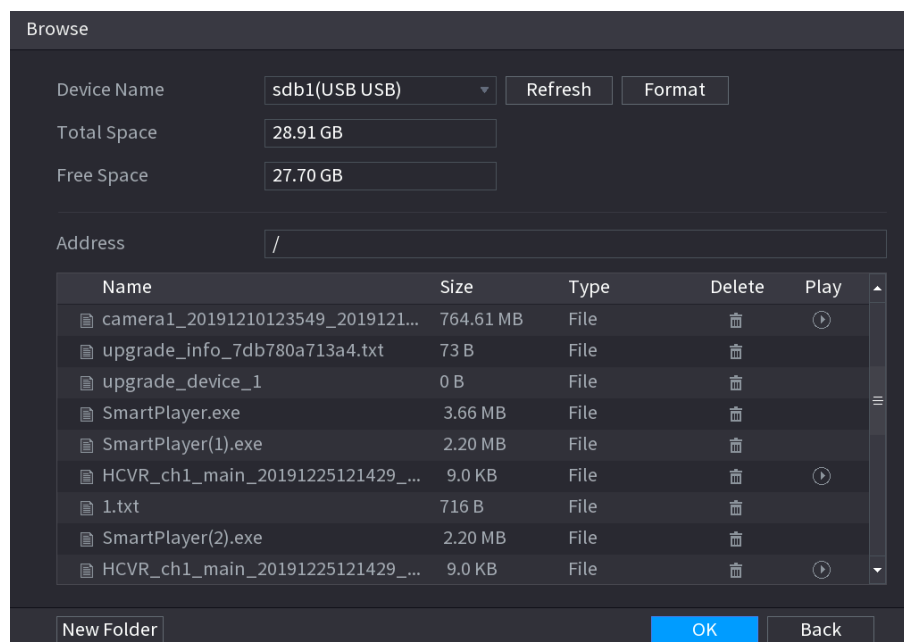 Browse
Device Name sdb1(USB USB) Refresh Format
Total Space 28.91 GB
Free Space 27.70 GB
Address /
Name Size Type Delete Play
camera1_20191210123549_2019121... 764.61 MB File
upgrade_info_7db780a713a4.txt 73 B File
upgrade_device_1 0 B File
SmartPlayer.exe 3.66 MB File
SmartPlayer(1).exe 2.20 MB File
HCVR_ch1_main_20191225121429_... 9.0 KB File
1.txt 716 B File
SmartPlayer(2).exe 2.20 MB File
HCVR_ch1_main_20191225121429_... 9.0 KB File
New Folder OK Back